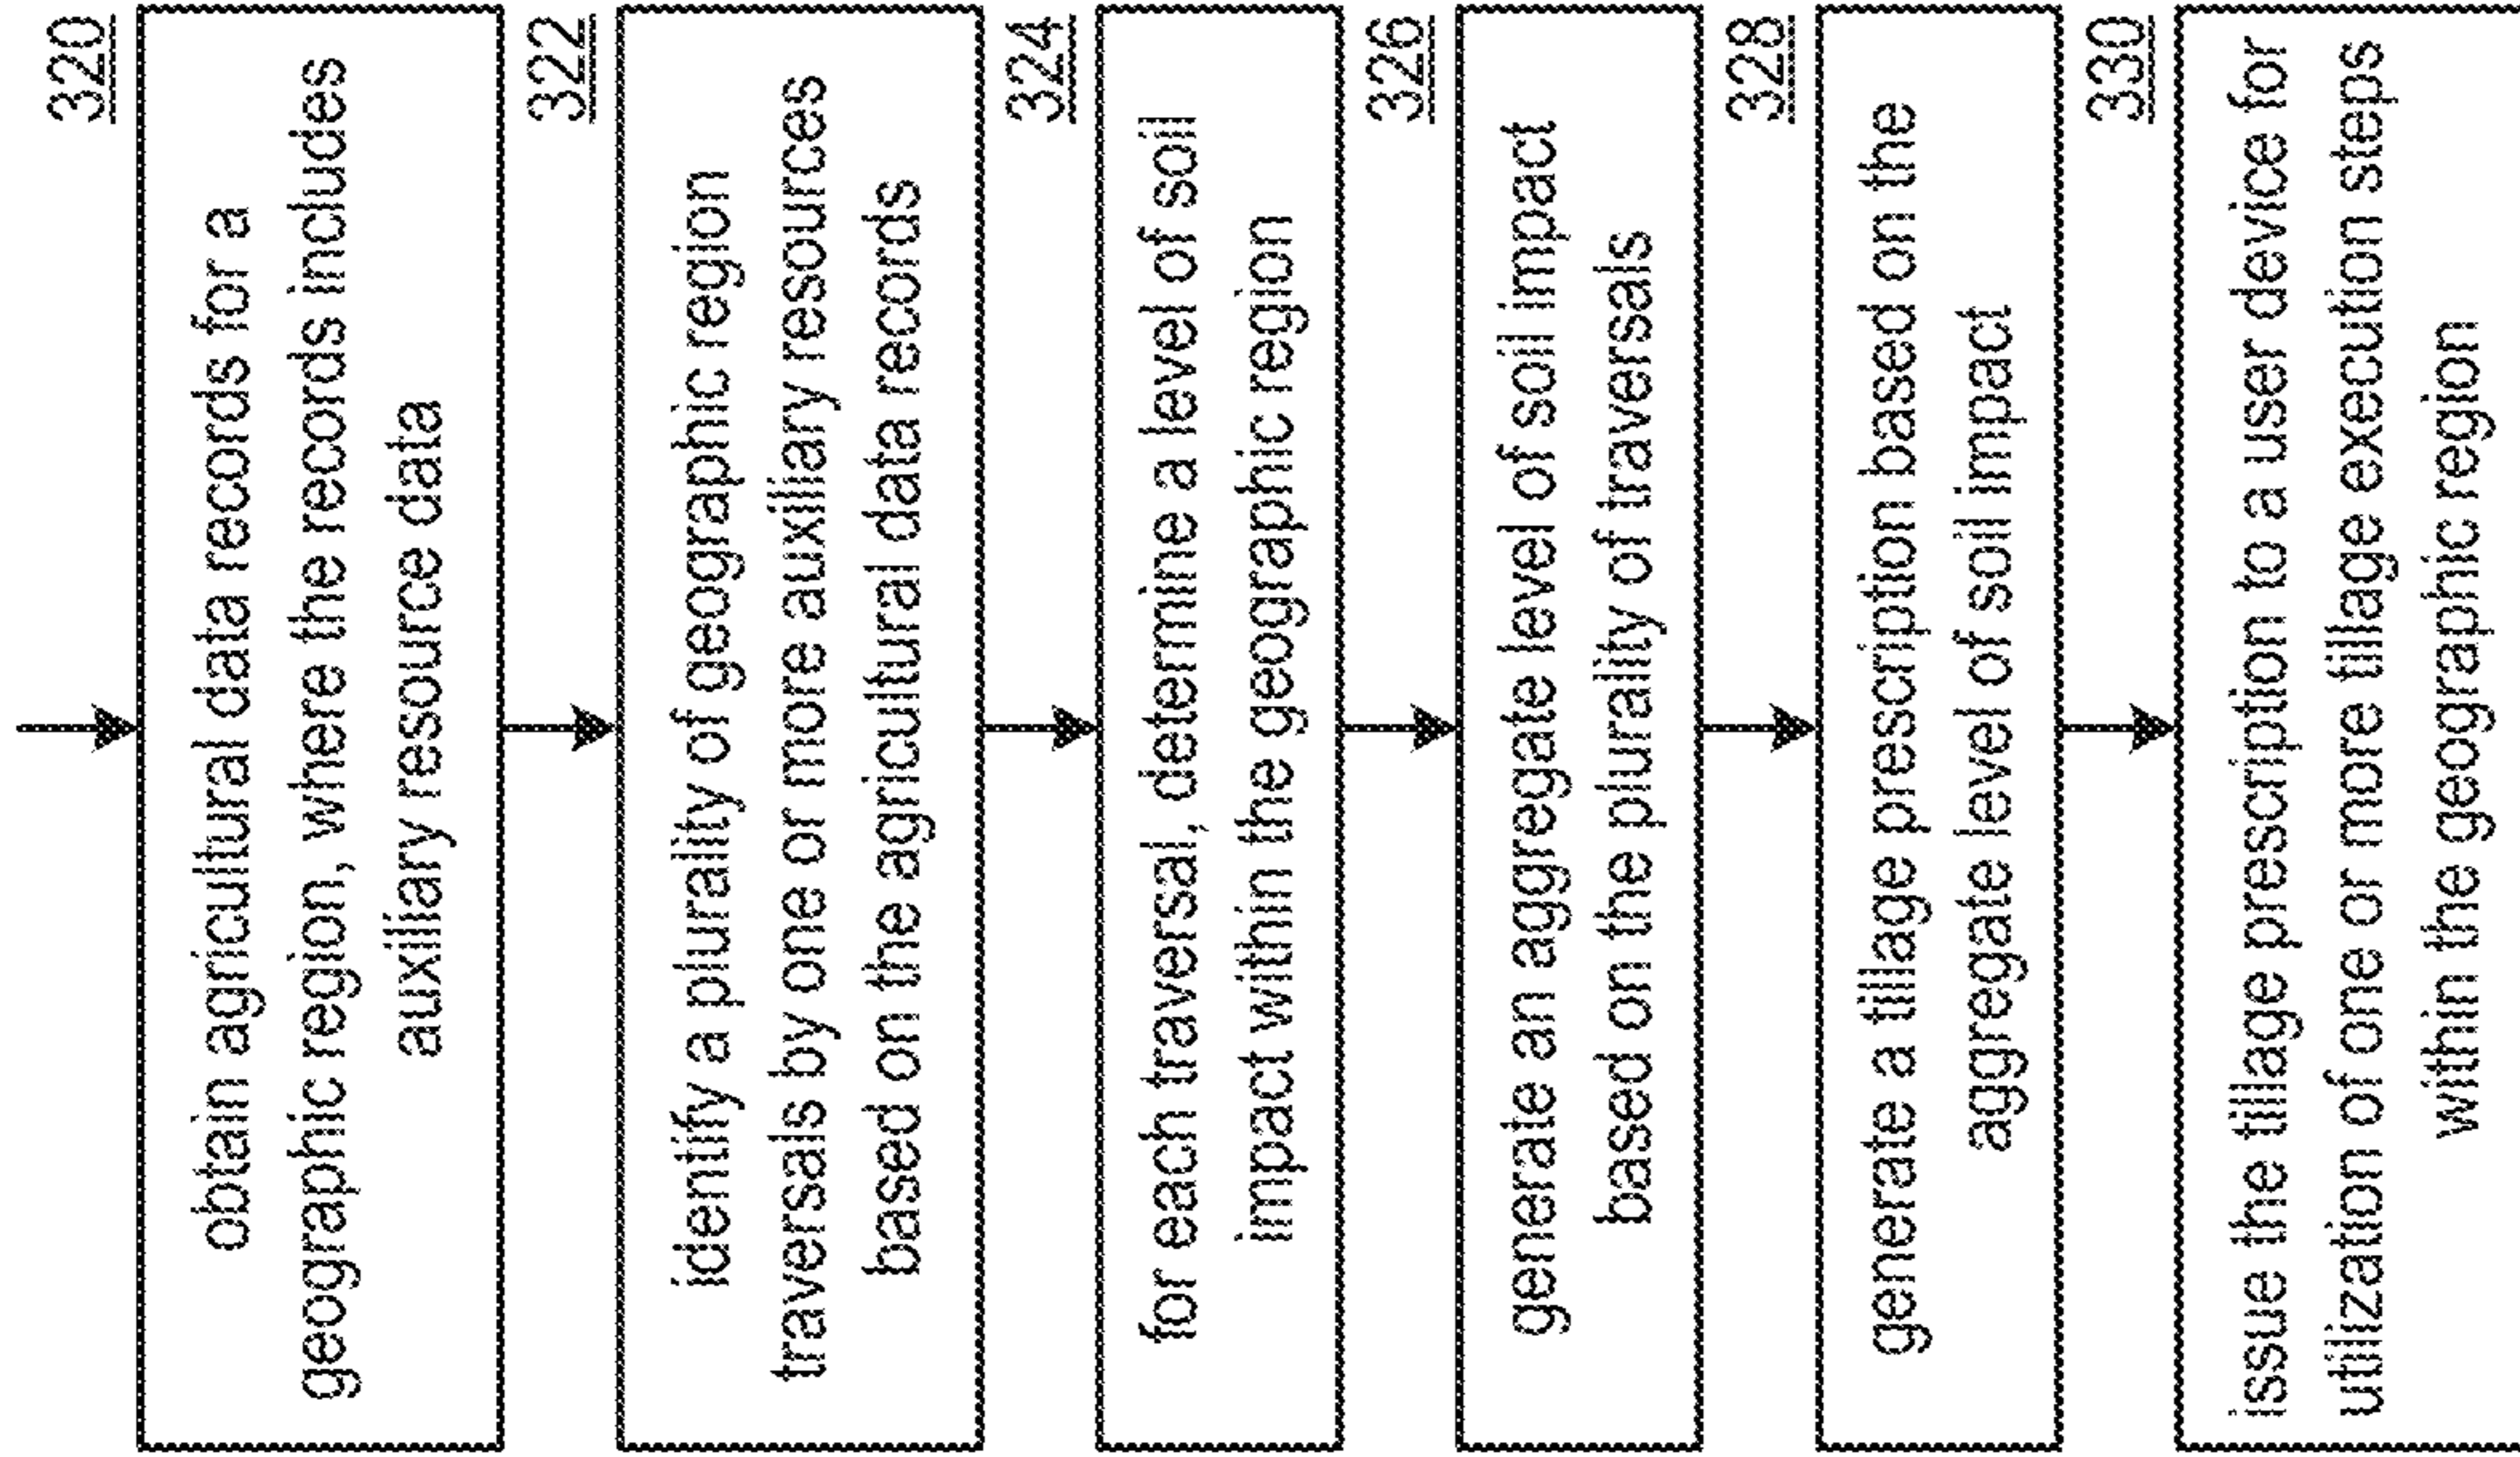 320
obtain agricultural data records for a
geographic region, where the records includes
auxiliary resource data
322
identify a plurality of geographic region
traversals by one or more auxiliary resources
based on the agricultural data records
324
for each traversal, determine a level of soil
impact within the geographic region
326
generate an aggregate level of soil impact
based on the plurality of traversals
328
generate a tillage prescription based on the
aggregate level of soil impact
330
issue the tillage prescription to a user device for
utilization of one or more tillage execution steps
within the geographic region